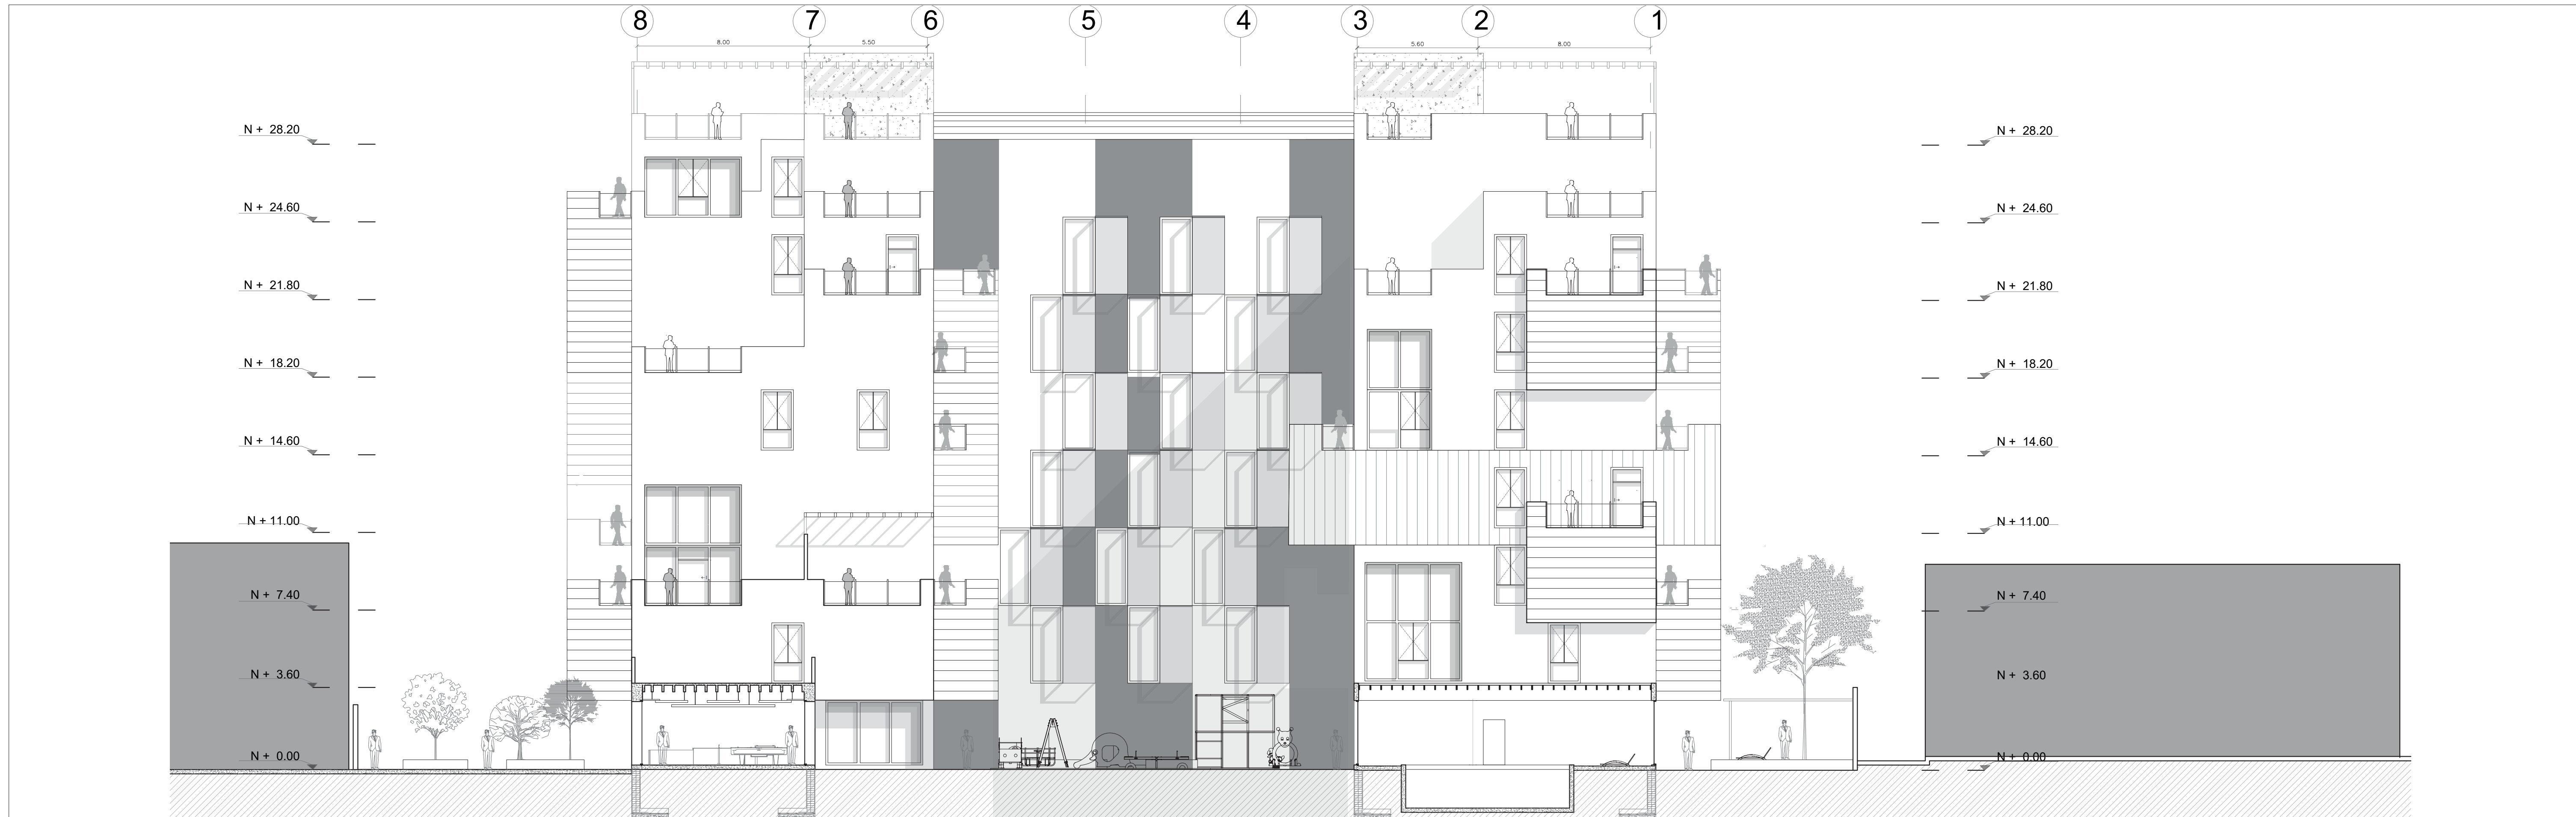 8 7 6 5 4 3 2 1
8.00 5.50 5.60 8.00
N + 28.20
N + 24.60
N + 21.80
N + 18.20
N + 14.60
N + 11.00
N + 7.40
N + 3.60
N + 0.00
N + 28.20
N + 24.60
N + 21.80
N + 18.20
N + 14.60
N + 11.00
N + 7.40
N + 3.60
N + 0.00